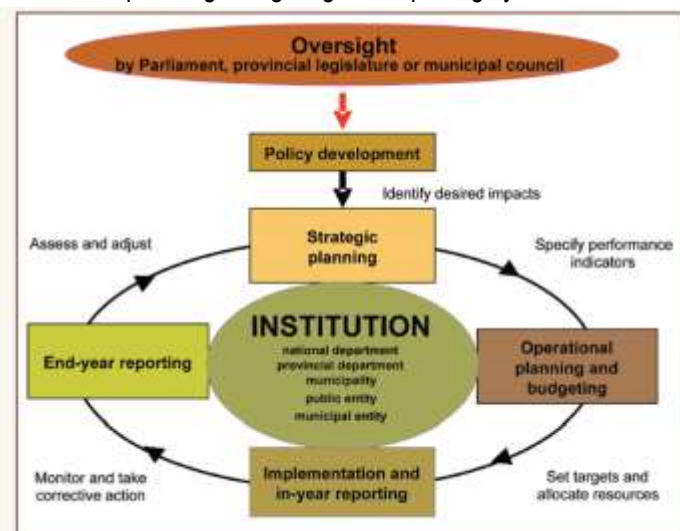 Oversight
by Parliament, provincial legislature or municipal council
Policy development
Identify desired impacts
Strategic
planning
Assess and adjust
Specify performance
indicators
INSTITUTION
national department
provincial department
municipality
public entity
municipal entity
End-year reporting
Operational
planning and
budgeting
Implementation and
in-year reporting
Monitor and take
corrective action
Set targets and
allocate resources